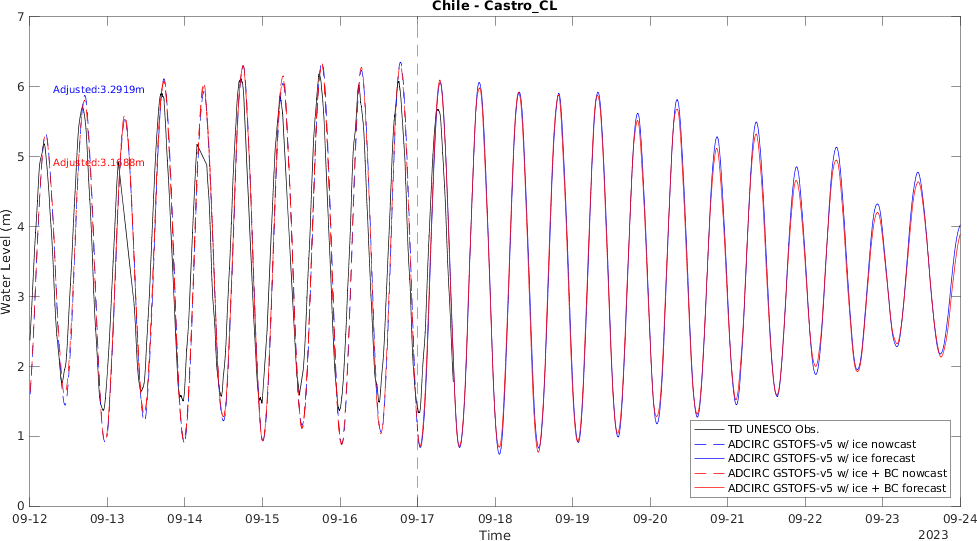 Chile - Castro_CL
7
6
5
4
3
2
1
0
Water Level (m)
Adjusted:3.2919m
Adjusted:3.1688m
TD UNESCO Obs.
ADCIRC GSTOFS-v5 w/ ice nowcast
ADCIRC GSTOFS-v5 w/ ice forecast
ADCIRC GSTOFS-v5 w/ ice + BC nowcast
ADCIRC GSTOFS-v5 w/ ice + BC forecast
09-12 09-13 09-14 09-15 09-16 09-17 09-18 09-19 09-20 09-21 09-22 09-23 09-24
Time
2023